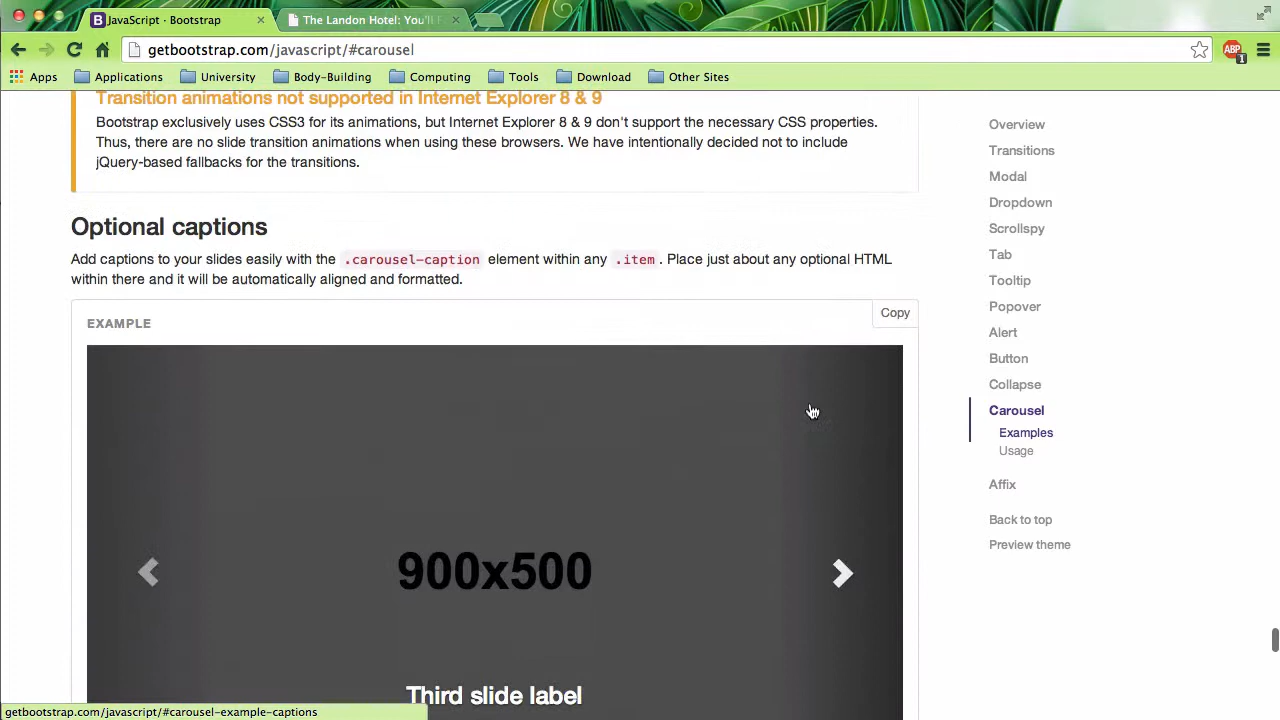 JavaScript · Bootstrap
The Landon Hotel: You'll F
getbootstrap.com/javascript/#carousel
ABP
1
Apps
Applications
University
Body-Building
Computing
Tools
Download
Other Sites
Transition animations not supported in Internet Explorer 8 & 9
Bootstrap exclusively uses CSS3 for its animations, but Internet Explorer 8 & 9 don't support the necessary CSS properties.
Thus, there are no slide transition animations when using these browsers. We have intentionally decided not to include
jQuery-based fallbacks for the transitions.
Optional captions
Add captions to your slides easily with the .carousel-caption element within any .item. Place just about any optional HTML
within there and it will be automatically aligned and formatted.
EXAMPLE
Copy
900x500
Third slide label
Overview
Transitions
Modal
Dropdown
Scrollspy
Tab
Tooltip
Popover
Alert
Button
Collapse
Carousel
Examples
Usage
Affix
Back to top
Preview theme
getbootstrap.com/javascript/#carousel-example-captions